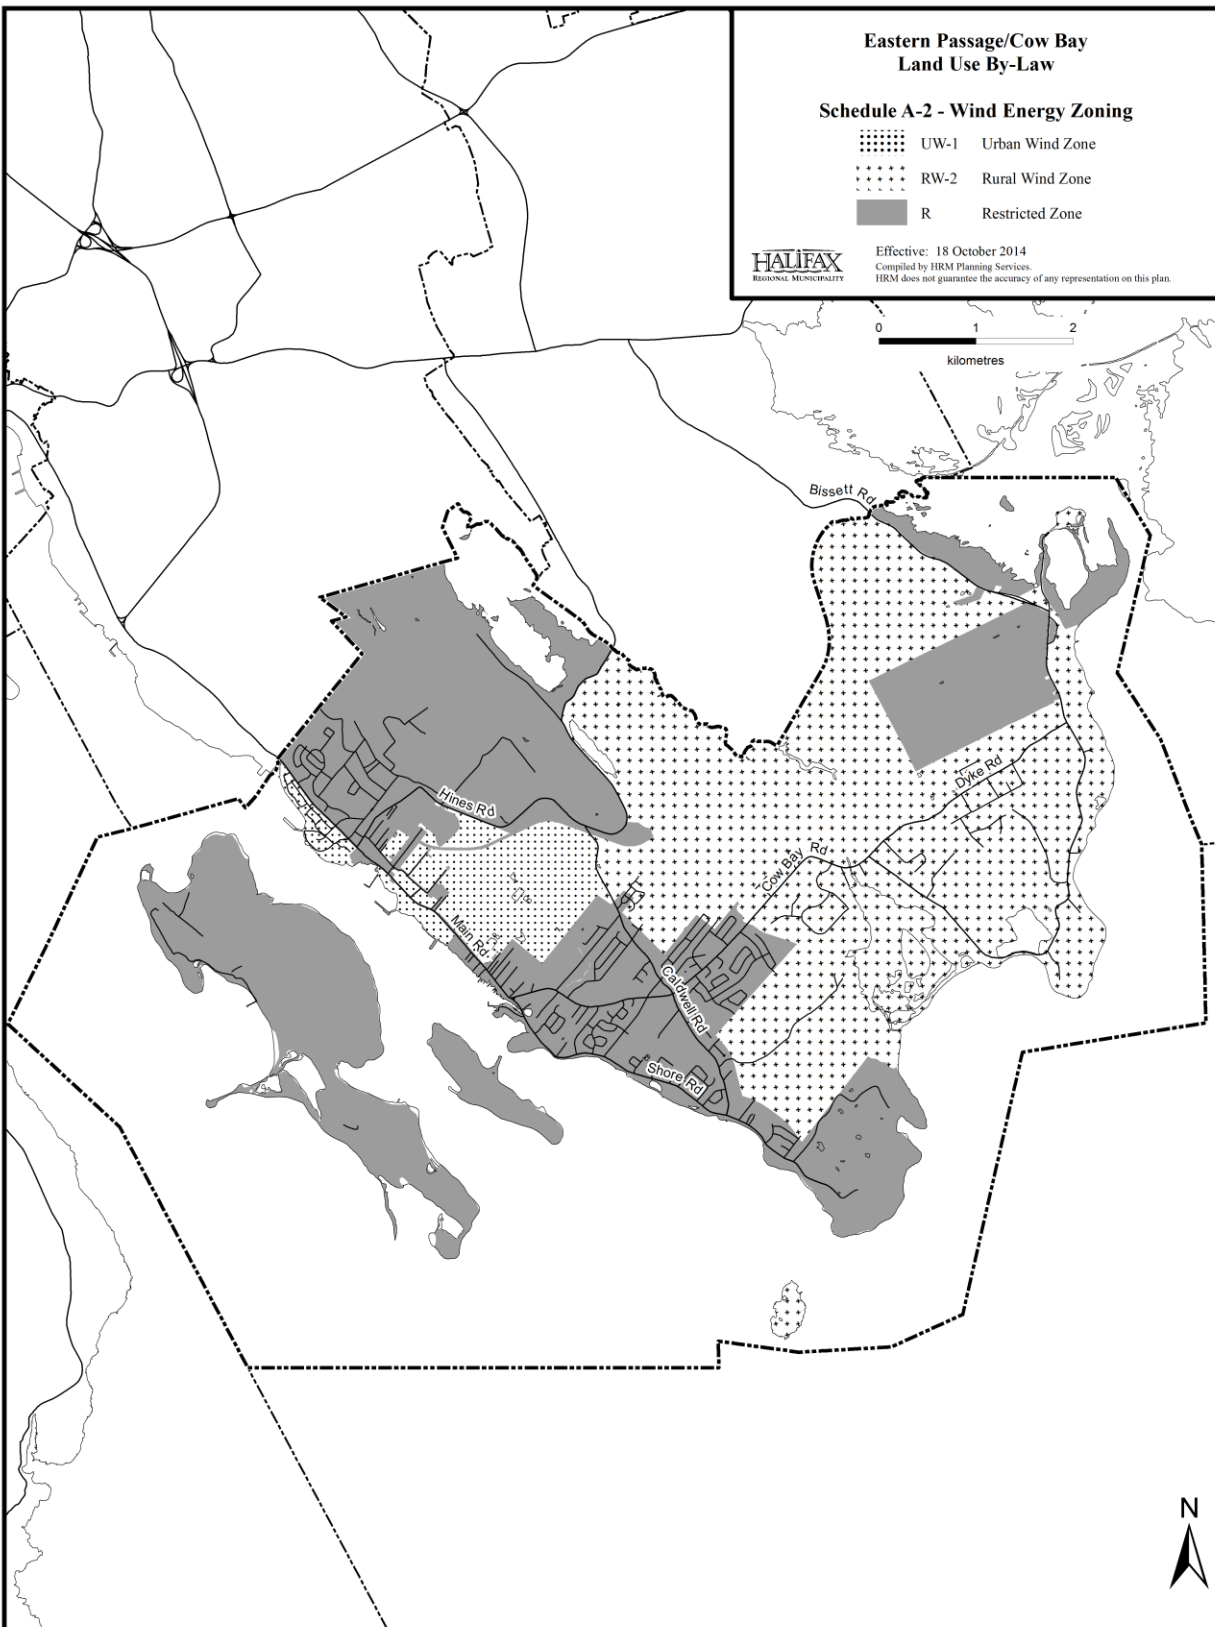 Eastern Passage/Cow Bay
Land Use By-Law
Schedule A-2 - Wind Energy Zoning
UW-1 Urban Wind Zone
RW-2 Rural Wind Zone
R Restricted Zone
HALIFAX
REGIONAL MUNICIPALITY
Effective: 18 October 2014
Compiled by HRM Planning Services.
HRM does not guarantee the accuracy of any representation on this plan.
0 1 2
kilometres
Bissett Rd
Dyke Rd
Hines Rd
Cow Bay Rd
Main Rd
Caldwell Rd
Shore Rd
N